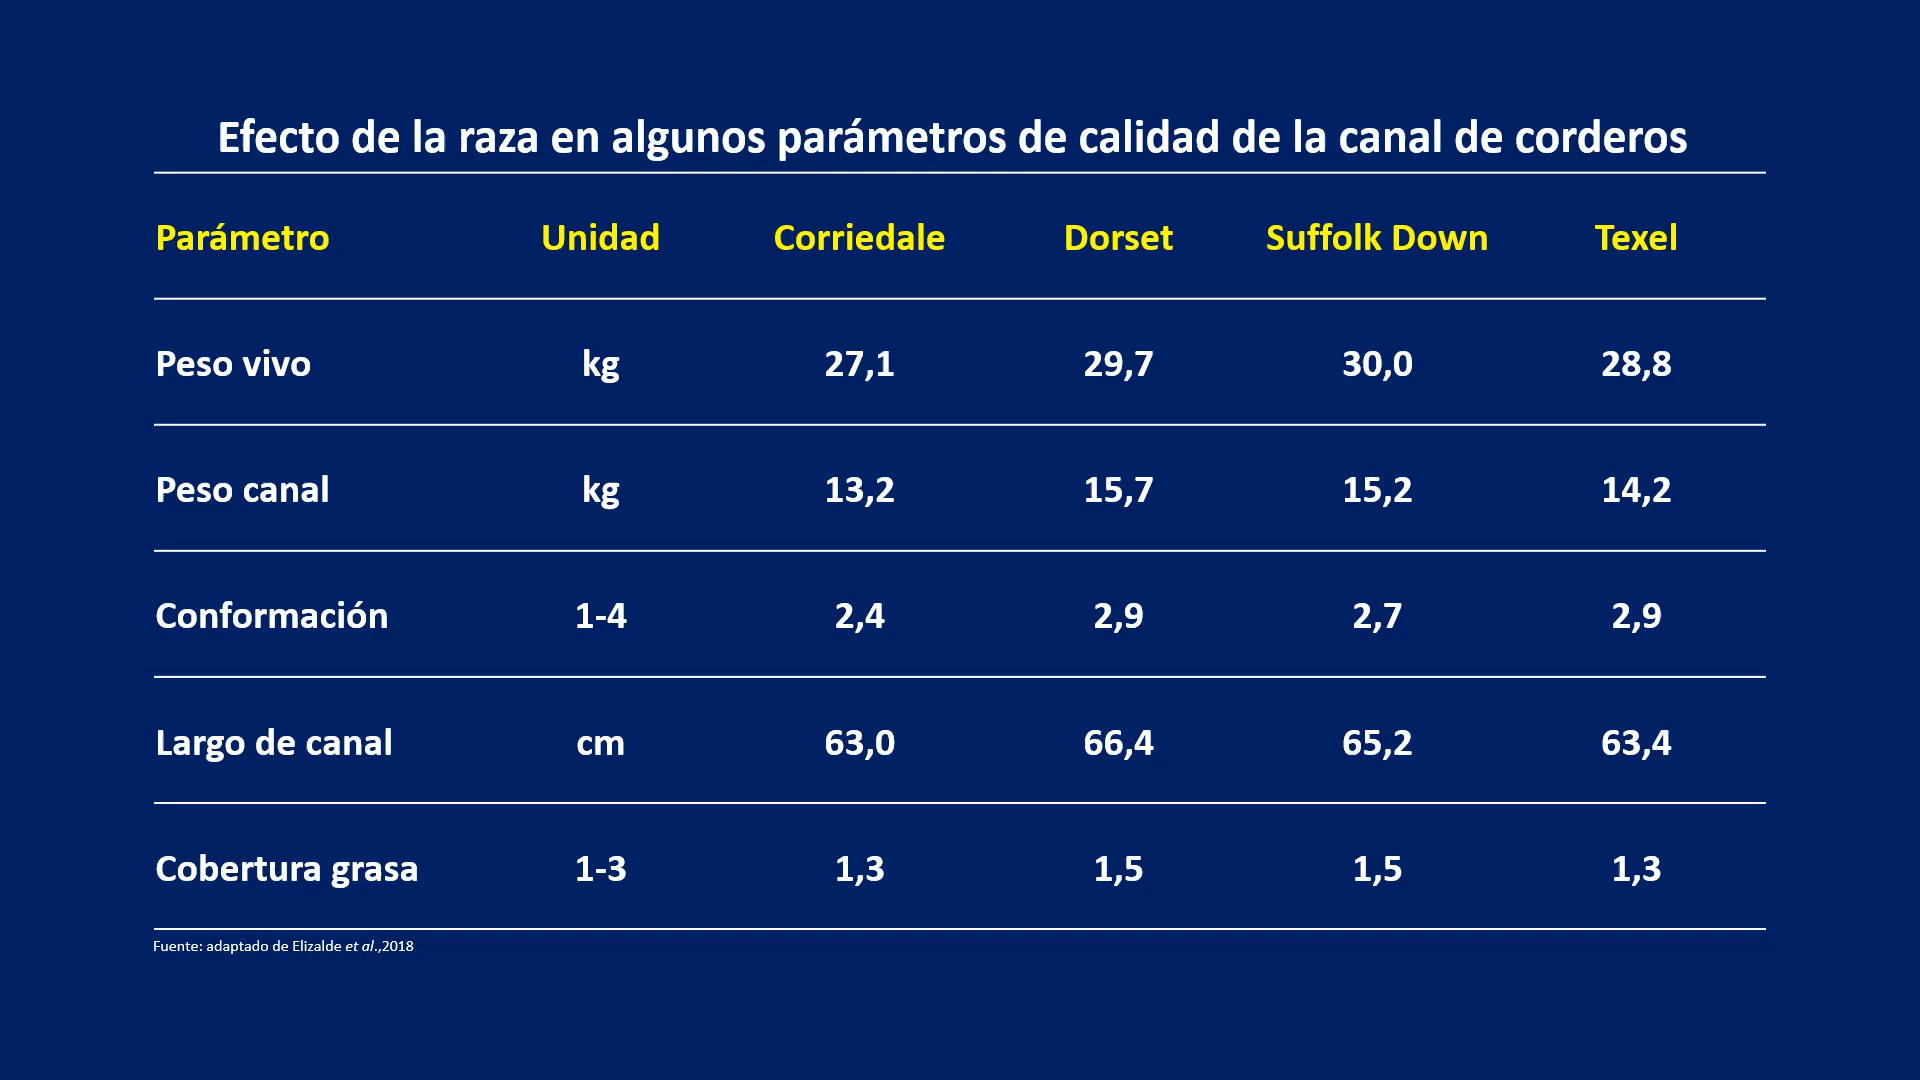 Efecto de la raza en algunos parámetros de calidad de la canal de corderos
Parámetro Unidad Corriedale Dorset Suffolk Down Texel
Peso vivo kg 27,1 29,7 30,0 28,8
Peso canal kg 13,2 15,7 15,2 14,2
Conformación 1-4 2,4 2,9 2,7 2,9
Largo de canal cm 63,0 66,4 65,2 63,4
Cobertura grasa 1-3 1,3 1,5 1,5 1,3
Fuente: adaptado de Elizalde et al.,2018